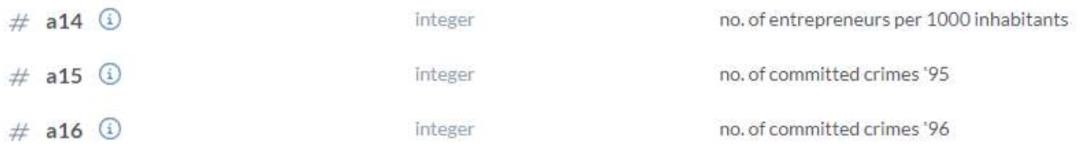 # a14 integer no. of entrepreneurs per 1000 inhabitants
# a15 integer no. of committed crimes '95
# a16 integer no. of committed crimes '96